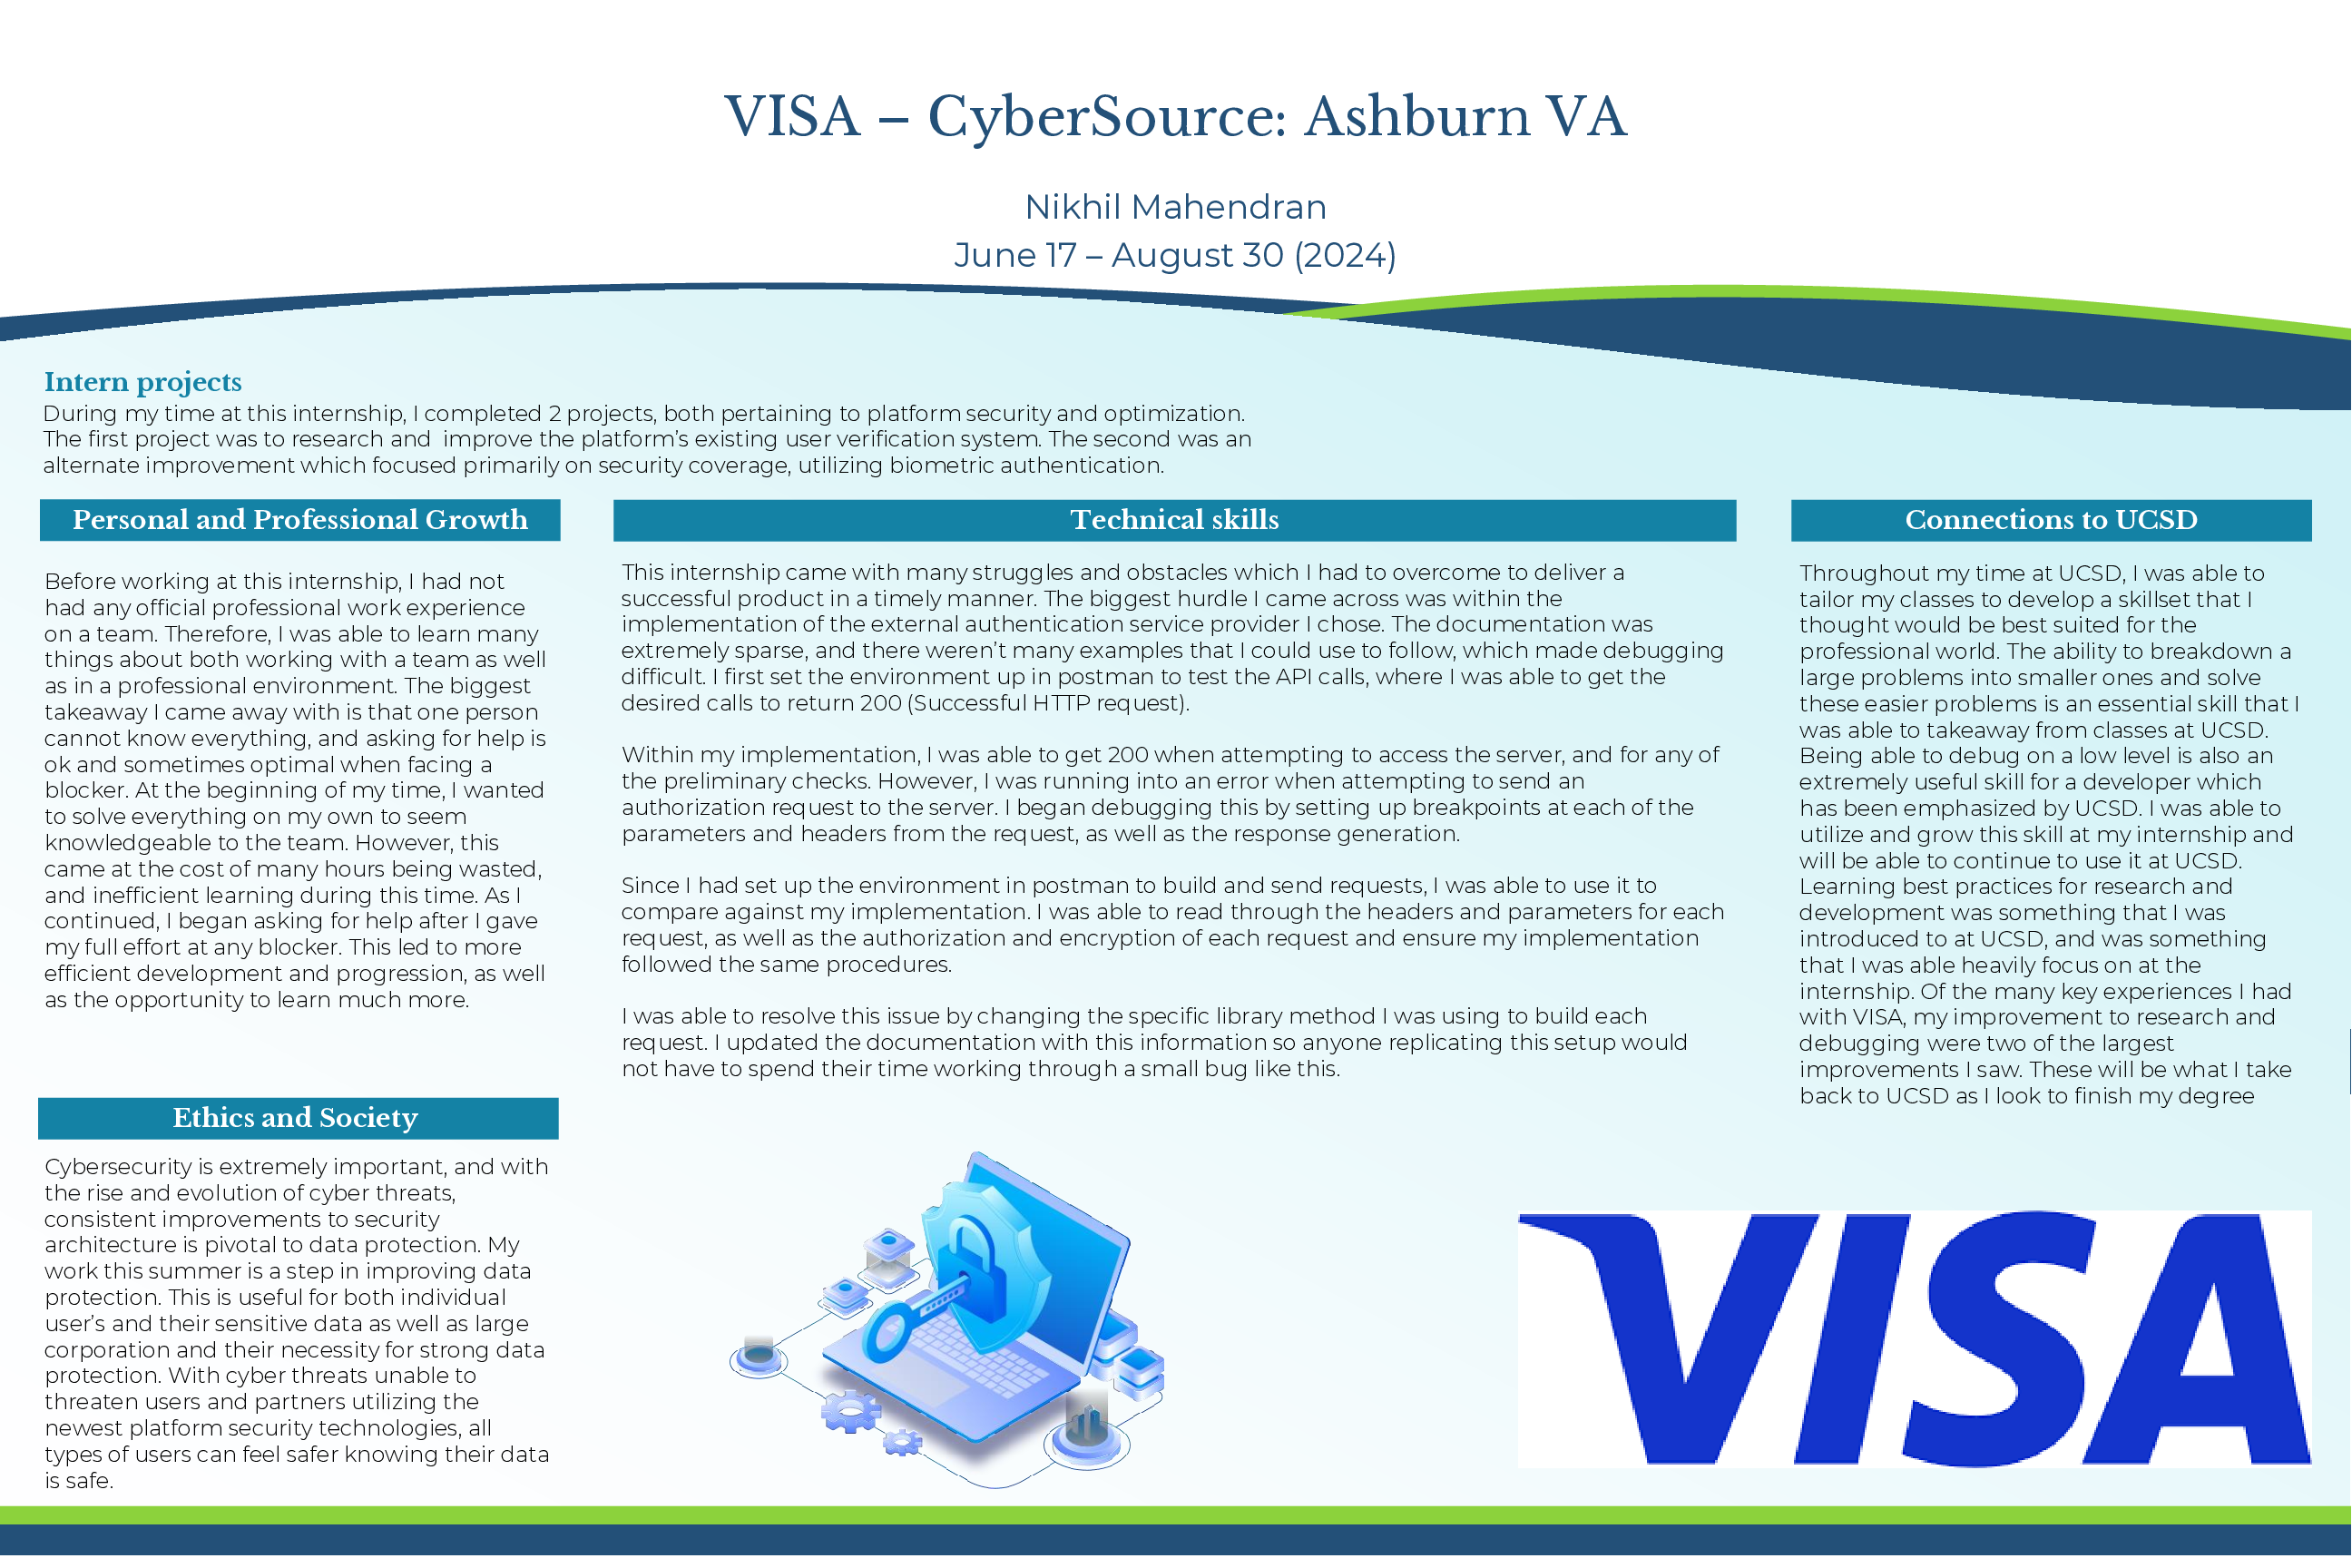 VISA – CyberSource: Ashburn VA
Nikhil Mahendran
June 17 – August 30 (2024)
Intern projects
During my time at this internship, I completed 2 projects, both pertaining to platform security and optimization.
The first project was to research and  improve the platform's existing user verification system. The second was an
alternate improvement which focused primarily on security coverage, utilizing biometric authentication.
Personal and Professional Growth
Before working at this internship, I had not
had any official professional work experience
on a team. Therefore, I was able to learn many
things about both working with a team as well
as in a professional environment. The biggest
takeaway I came away with is that one person
cannot know everything, and asking for help is
ok and sometimes optimal when facing a
blocker. At the beginning of my time, I wanted
to solve everything on my own to seem
knowledgeable to the team. However, this
came at the cost of many hours being wasted,
and inefficient learning during this time. As I
continued, I began asking for help after I gave
my full effort at any blocker. This led to more
efficient development and progression, as well
as the opportunity to learn much more.
Ethics and Society
Cybersecurity is extremely important, and with
the rise and evolution of cyber threats,
consistent improvements to security
architecture is pivotal to data protection. My
work this summer is a step in improving data
protection. This is useful for both individual
user's and their sensitive data as well as large
corporation and their necessity for strong data
protection. With cyber threats unable to
threaten users and partners utilizing the
newest platform security technologies, all
types of users can feel safer knowing their data
is safe.
Technical skills
This internship came with many struggles and obstacles which I had to overcome to deliver a
successful product in a timely manner. The biggest hurdle I came across was within the
implementation of the external authentication service provider I chose. The documentation was
extremely sparse, and there weren't many examples that I could use to follow, which made debugging
difficult. I first set the environment up in postman to test the API calls, where I was able to get the
desired calls to return 200 (Successful HTTP request).
Within my implementation, I was able to get 200 when attempting to access the server, and for any of
the preliminary checks. However, I was running into an error when attempting to send an
authorization request to the server. I began debugging this by setting up breakpoints at each of the
parameters and headers from the request, as well as the response generation.
Since I had set up the environment in postman to build and send requests, I was able to use it to
compare against my implementation. I was able to read through the headers and parameters for each
request, as well as the authorization and encryption of each request and ensure my implementation
followed the same procedures.
I was able to resolve this issue by changing the specific library method I was using to build each
request. I updated the documentation with this information so anyone replicating this setup would
not have to spend their time working through a small bug like this.
Connections to UCSD
Throughout my time at UCSD, I was able to
tailor my classes to develop a skillset that I
thought would be best suited for the
professional world. The ability to breakdown a
large problems into smaller ones and solve
these easier problems is an essential skill that I
was able to takeaway from classes at UCSD.
Being able to debug on a low level is also an
extremely useful skill for a developer which
has been emphasized by UCSD. I was able to
utilize and grow this skill at my internship and
will be able to continue to use it at UCSD.
Learning best practices for research and
development was something that I was
introduced to at UCSD, and was something
that I was able heavily focus on at the
internship. Of the many key experiences I had
with VISA, my improvement to research and
debugging were two of the largest
improvements I saw. These will be what I take
back to UCSD as I look to finish my degree
VISA